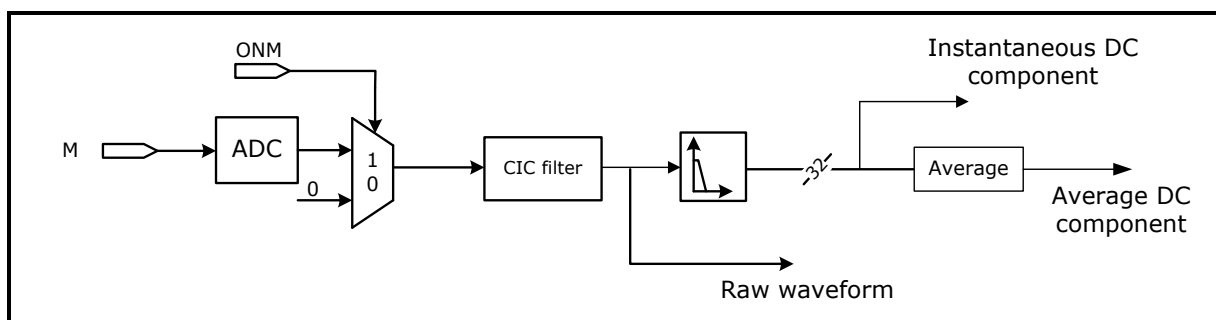 ONM
Instantaneous DC
component
M
ADC
1
0
0
CIC filter
32
Average
Average DC
component
Raw waveform